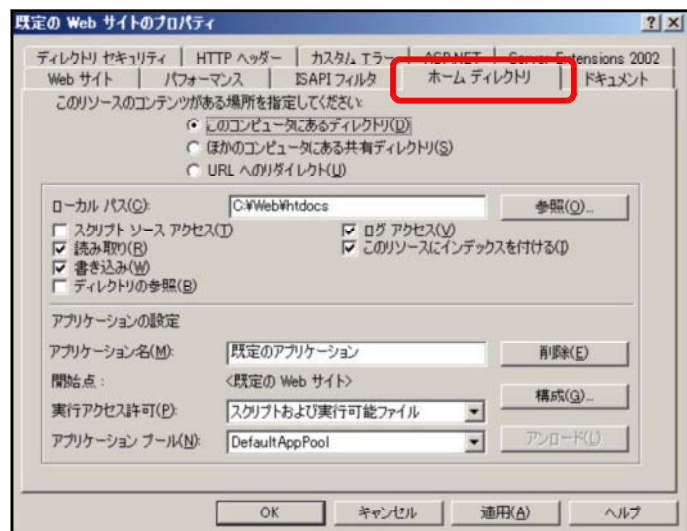 既定の Web サイトのプロパティ
ディレクトリ セキュリティ HTTP ヘッダー カスタム エラー ASP.NET Server Extensions 2002
Web サイト パフォーマンス ISAPI フィルタ ホーム ディレクトリ ドキュメント
このリソースのコンテンツがある場所を指定してください:
このコンピュータにあるディレクトリ(D)
ほかのコンピュータにある共有ディレクトリ(S)
URL へのリダイレクト(U)
ローカル パス(C): C:¥Web¥htdocs 参照(O)...
スクリプト ソース アクセス(T) ログ アクセス(V)
読み取り(R) このリソースにインデックスを付ける(I)
書き込み(W)
ディレクトリの参照(B)
アプリケーションの設定
アプリケーション名(M): 既定のアプリケーション 削除(E)
開始点 : <既定の Web サイト> 構成(G)...
実行アクセス許可(P): スクリプトおよび実行可能ファイル
アプリケーション プール(N): DefaultAppPool アンロード(L)
OK キャンセル 適用(A) ヘルプ